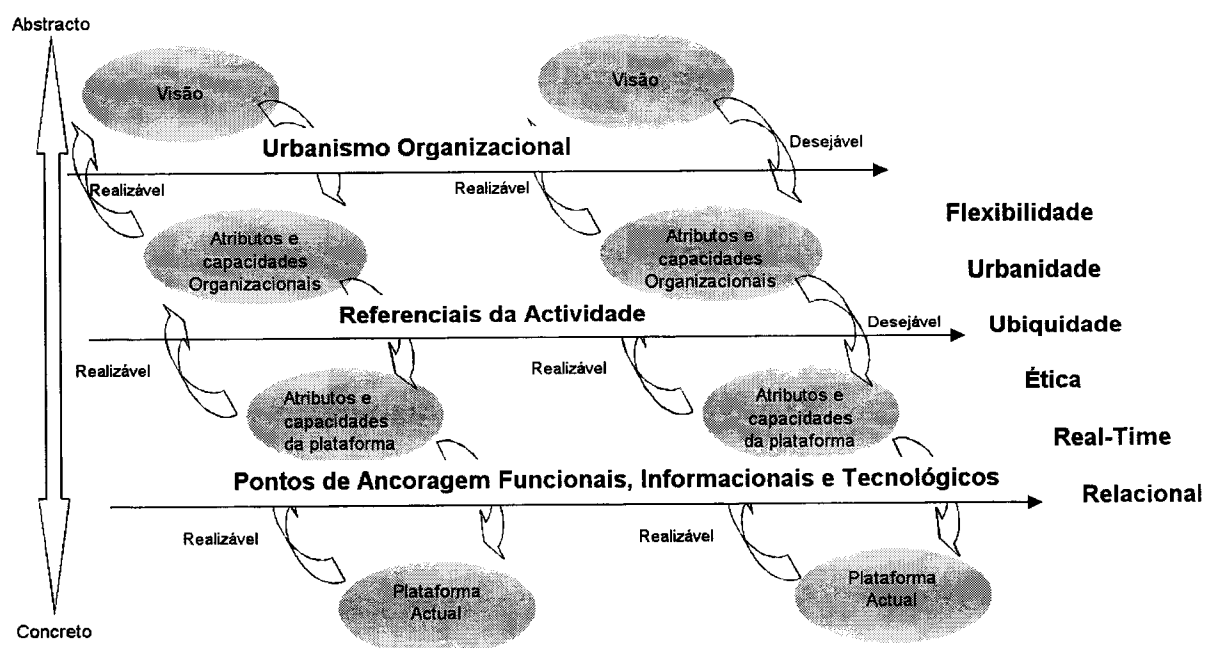 Abstracto
Visão
Visão
Urbanismo Organizacional
Desejável
Realizável
Realizável
Flexibilidade
Atributos e
capacidades
Organizacionais
Atributos e
capacidades
Organizacionais
Urbanidade
Referenciais da Actividade
Desejável
Ubiquidade
Realizável
Realizável
Ética
Atributos e
capacidades
da plataforma
Atributos e
capacidades
da plataforma
Real-Time
Pontos de Ancoragem Funcionais, Informacionais e Tecnológicos
Relacional
Realizável
Realizável
Plataforma
Actual
Plataforma
Actual
Concreto